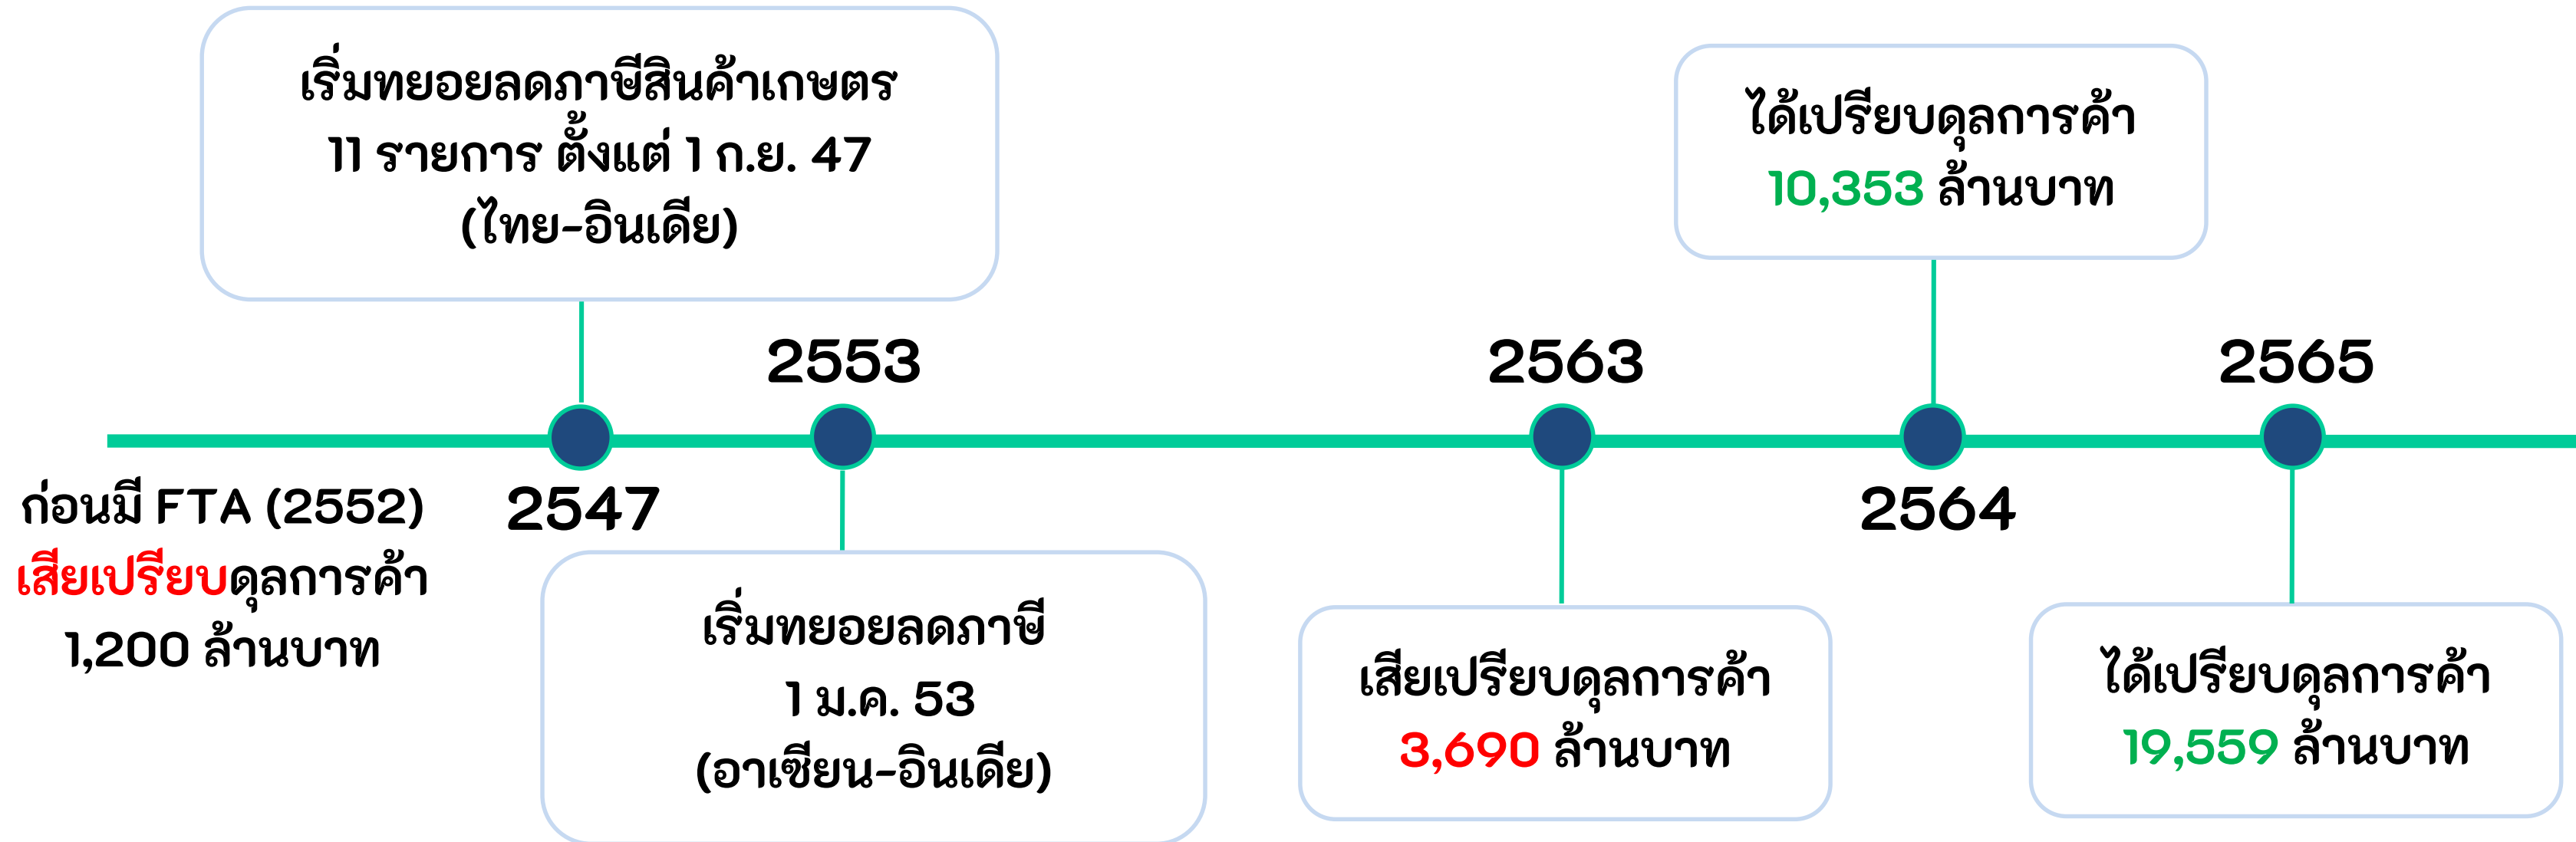 เริ่มทยอยลดภาษีสินค้าเกษตร
11 รายการ ตั้งแต่ 1 ก.ย. 47
(ไทย-อินเดีย)
ได้เปรียบดุลการค้า
10,353 ล้านบาท
2553
2563
2565
ก่อนมี FTA (2552)
เสียเปรียบดุลการค้า
1,200 ล้านบาท
2547
2564
เริ่มทยอยลดภาษี
1 ม.ค. 53
(อาเซียน-อินเดีย)
เสียเปรียบดุลการค้า
3,690 ล้านบาท
ได้เปรียบดุลการค้า
19,559 ล้านบาท